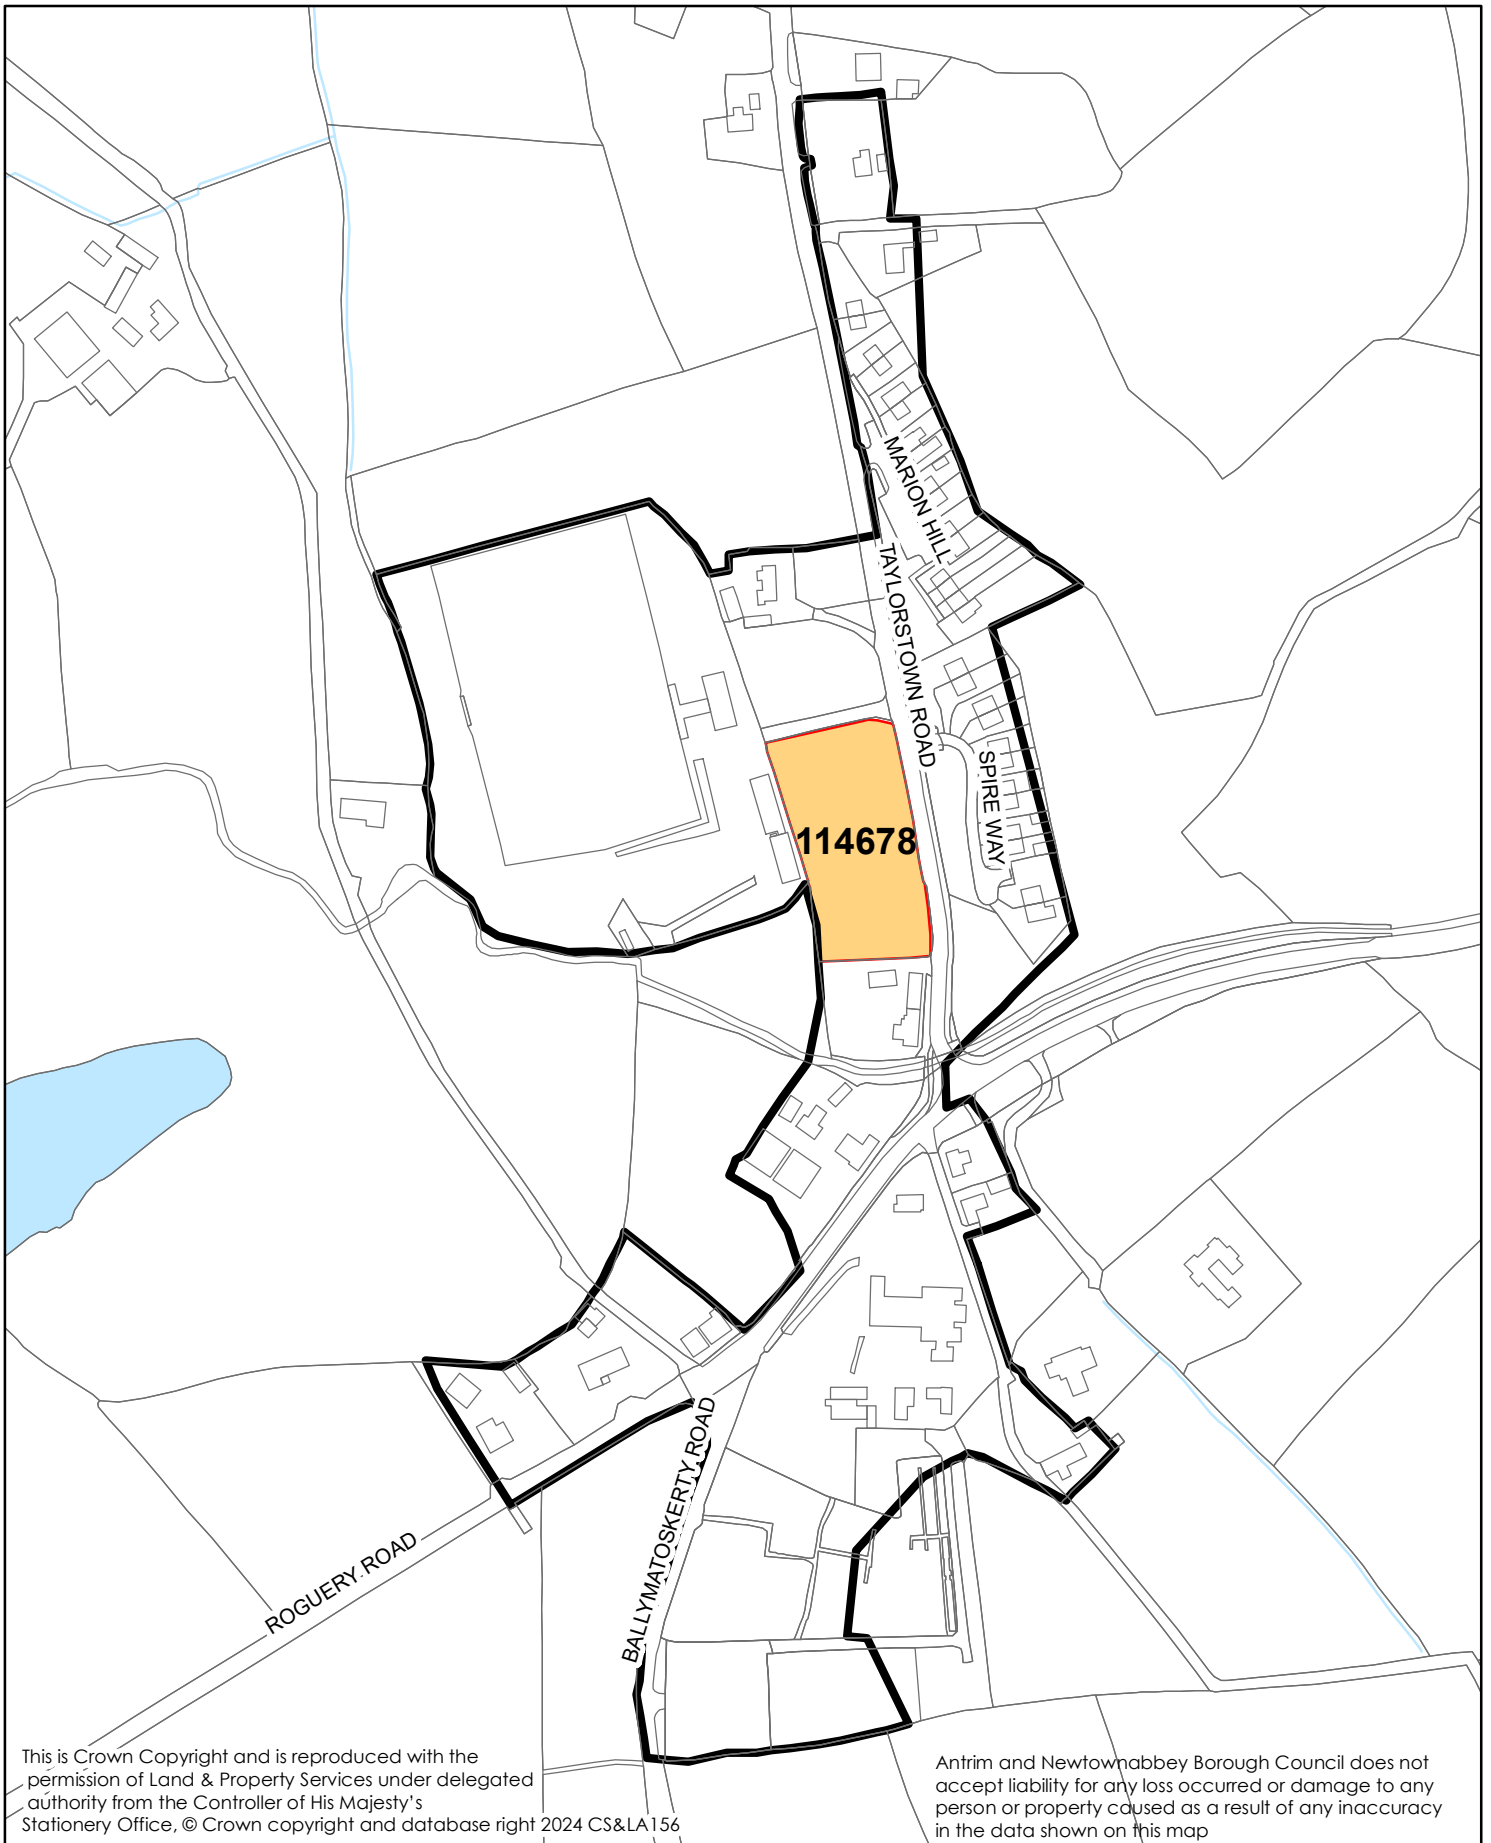 MARION HILL
TAYLORSTOWN ROAD
SPIRE WAY
114678
BALLYMATOSKERTY ROAD
ROGUERY ROAD
This is Crown Copyright and is reproduced with the
permission of Land & Property Services under delegated
authority from the Controller of His Majesty's
Stationery Office, © Crown copyright and database right 2024 CS&LA156
Antrim and Newtownabbey Borough Council does not
accept liability for any loss occurred or damage to any
person or property caused as a result of any inaccuracy
in the data shown on this map